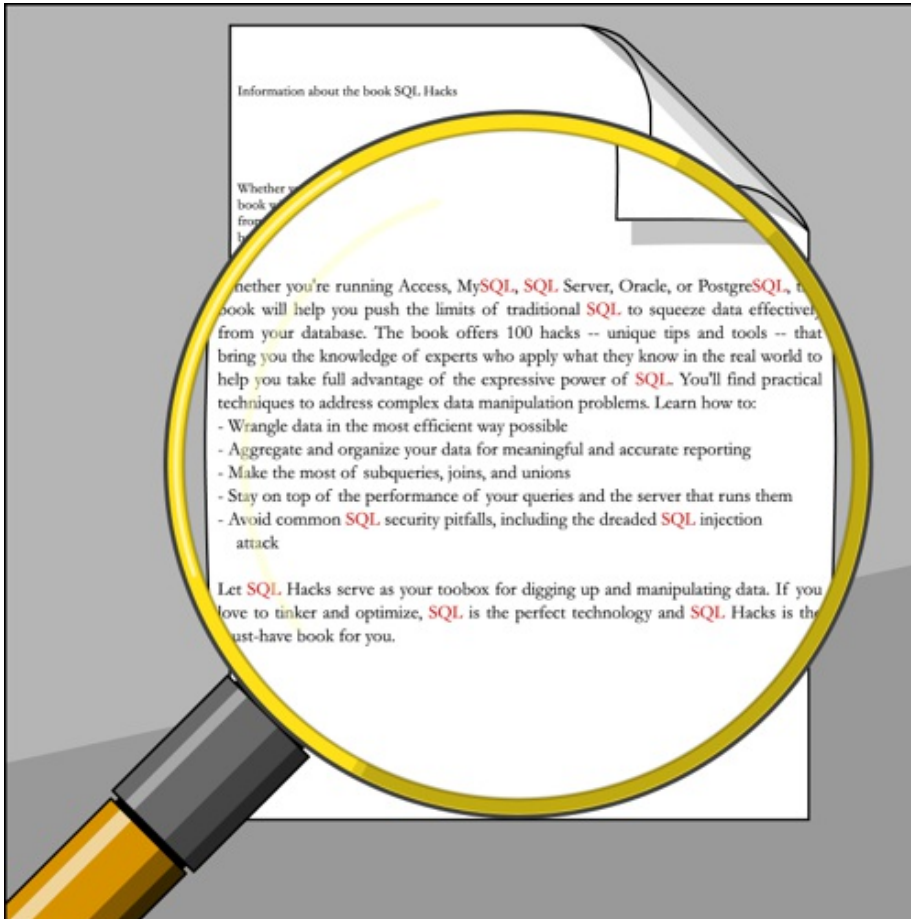 Information about the book SQL Hacks
Whether
book
from
hether you're running Access, MySQL, SQL Server, Oracle, or PostgreSQL,
book will help you push the limits of traditional SQL to squeeze data effectively
from your database. The book offers 100 hacks -- unique tips and tools -- that
bring you the knowledge of experts who apply what they know in the real world to
help you take full advantage of the expressive power of SQL. You'll find practical
techniques to address complex data manipulation problems. Learn how to:
- Wrangle data in the most efficient way possible
- Aggregate and organize your data for meaningful and accurate reporting
- Make the most of subqueries, joins, and unions
- Stay on top of the performance of your queries and the server that runs them
- Avoid common SQL security pitfalls, including the dreaded SQL injection
attack
Let SQL Hacks serve as your toobox for digging up and manipulating data. If you
love to tinker and optimize, SQL is the perfect technology and SQL Hacks is the
ust-have book for you.